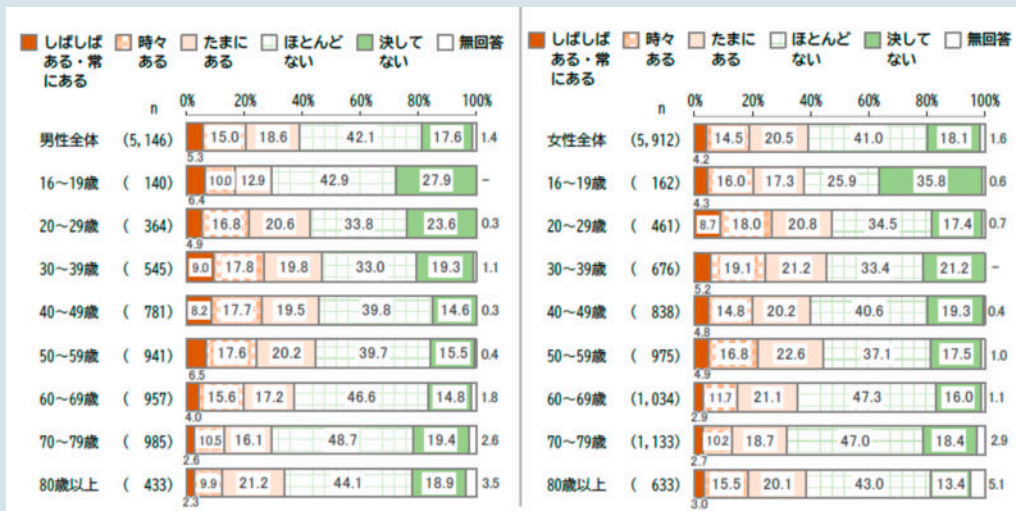 しばしばある・常にある 時々ある たまにある ほとんどない 決してない 無回答
n 0% 20% 40% 60% 80% 100%
男性全体 (5,146) 5.3 15.0 18.6 42.1 17.6 1.4
16～19歳 ( 140) 6.4 10.0 12.9 42.9 27.9 -
20～29歳 ( 364) 4.9 16.8 20.6 33.8 23.6 0.3
30～39歳 ( 545) 9.0 17.8 19.8 33.0 19.3 1.1
40～49歳 ( 781) 8.2 17.7 19.5 39.8 14.6 0.3
50～59歳 ( 941) 6.5 17.6 20.2 39.7 15.5 0.4
60～69歳 ( 957) 4.0 15.6 17.2 46.6 14.8 1.8
70～79歳 ( 985) 2.6 10.5 16.1 48.7 19.4 2.6
80歳以上 ( 433) 2.3 9.9 21.2 44.1 18.9 3.5
しばしばある・常にある 時々ある たまにある ほとんどない 決してない 無回答
n 0% 20% 40% 60% 80% 100%
女性全体 (5,912) 4.2 14.5 20.5 41.0 18.1 1.6
16～19歳 ( 162) 4.3 16.0 17.3 25.9 35.8 0.6
20～29歳 ( 461) 8.7 18.0 20.8 34.5 17.4 0.7
30～39歳 ( 676) 5.2 19.1 21.2 33.4 21.2 -
40～49歳 ( 838) 4.8 14.8 20.2 40.6 19.3 0.4
50～59歳 ( 975) 4.9 16.8 22.6 37.1 17.5 1.0
60～69歳 (1,034) 2.9 11.7 21.1 47.3 16.0 1.1
70～79歳 (1,133) 2.7 10.2 18.7 47.0 18.4 2.9
80歳以上 ( 633) 3.0 15.5 20.1 43.0 13.4 5.1